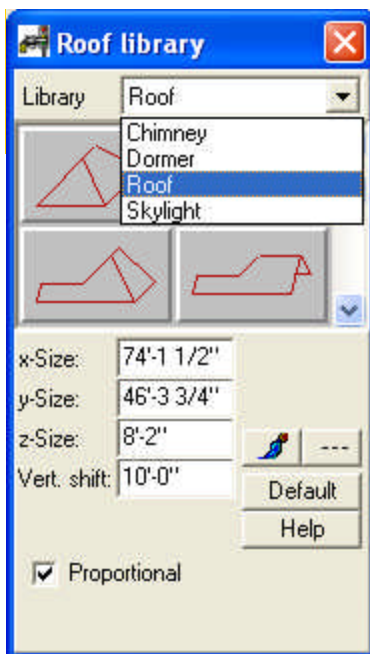 Roof library
Library Roof
Chimney
Dormer
Roof
Skylight
x-Size: 74'-1 1/2"
y-Size: 46'-3 3/4"
z-Size: 8'-2"
Vert. shift: 10'-0"
---
Default
Help
Proportional